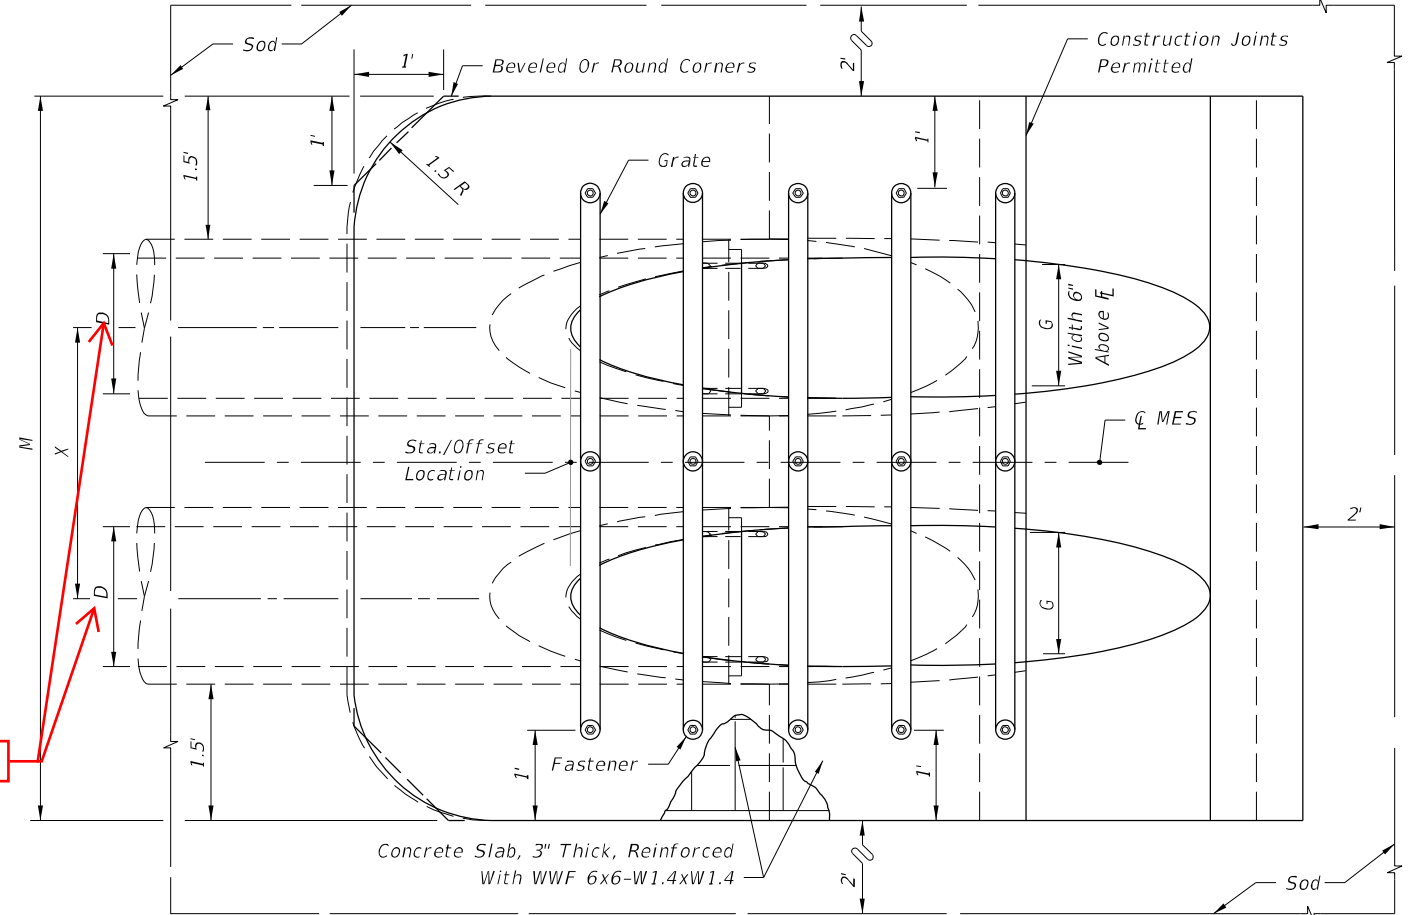 Sod
1'
Beveled Or Round Corners
2'
Construction Joints
Permitted
1.5'
1'
1.5 R
Grate
1'
D
G
Width 6"
Above ℄
M
X
Sta./Offset
Location
℄ MES
2'
D
G
1.5'
Fastener
1'
1'
Concrete Slab, 3" Thick, Reinforced
With WWF 6x6-W1.4xW1.4
2'
Sod